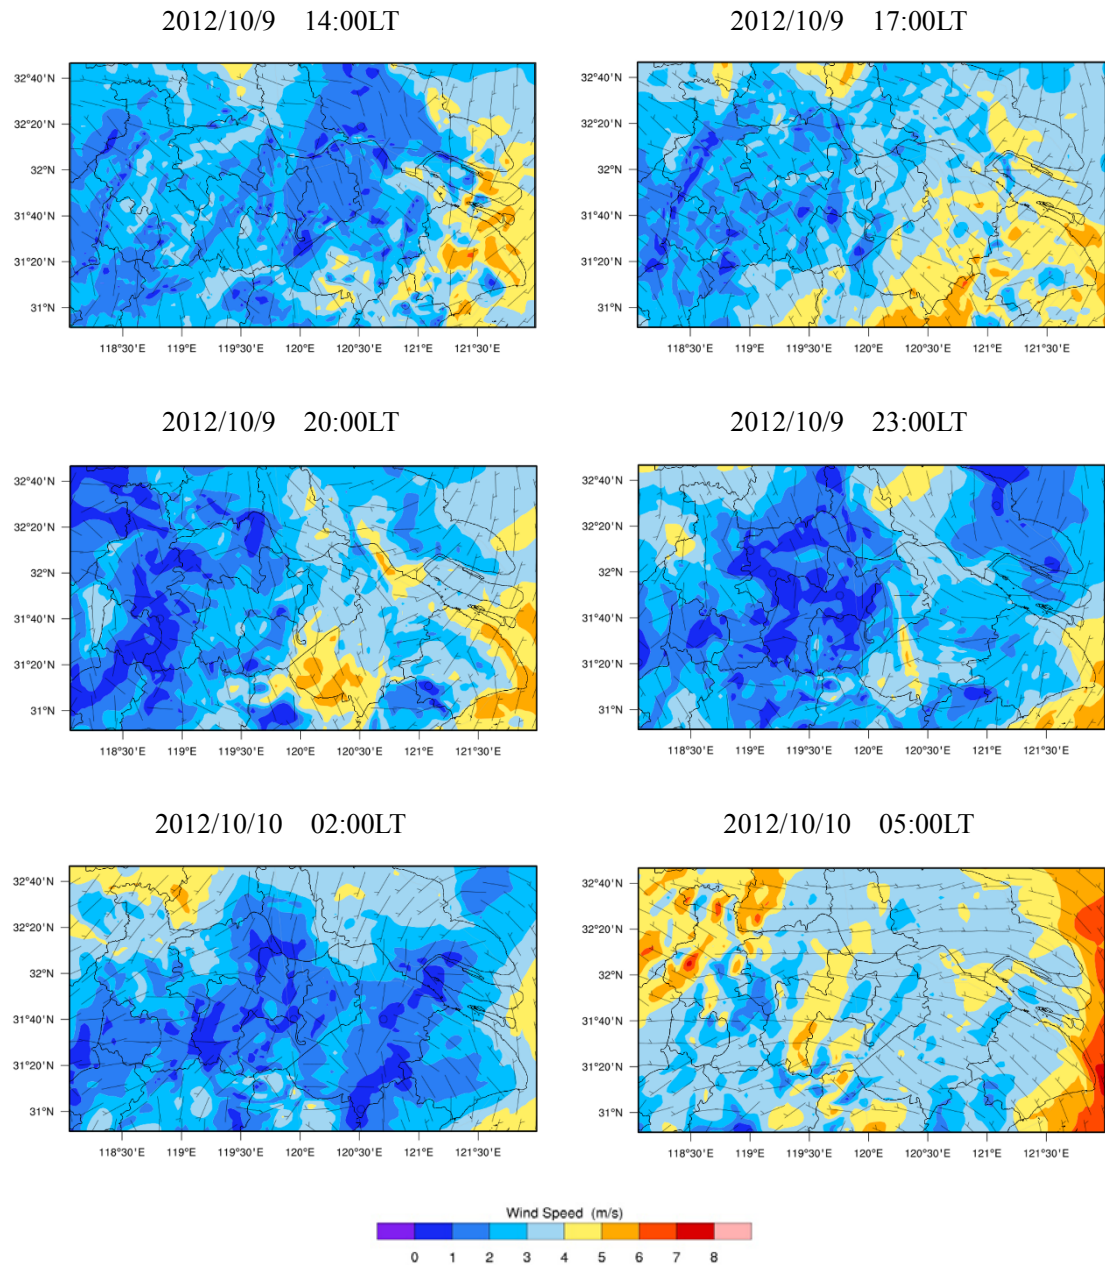 2012/10/9 14:00LT 2012/10/9 17:00LT
32°40'N 32°40'N
32°20'N 32°20'N
32°N 32°N
31°40'N 31°40'N
31°20'N 31°20'N
31°N 31°N
118°30'E 119°E 119°30'E 120°E 120°30'E 121°E 121°30'E 118°30'E 119°E 119°30'E 120°E 120°30'E 121°E 121°30'E
2012/10/9 20:00LT 2012/10/9 23:00LT
32°40'N 32°40'N
32°20'N 32°20'N
32°N 32°N
31°40'N 31°40'N
31°20'N 31°20'N
31°N 31°N
118°30'E 119°E 119°30'E 120°E 120°30'E 121°E 121°30'E 118°30'E 119°E 119°30'E 120°E 120°30'E 121°E 121°30'E
2012/10/10 02:00LT 2012/10/10 05:00LT
32°40'N 32°40'N
32°20'N 32°20'N
32°N 32°N
31°40'N 31°40'N
31°20'N 31°20'N
31°N 31°N
118°30'E 119°E 119°30'E 120°E 120°30'E 121°E 121°30'E 118°30'E 119°E 119°30'E 120°E 120°30'E 121°E 121°30'E
Wind Speed (m/s)
0 1 2 3 4 5 6 7 8